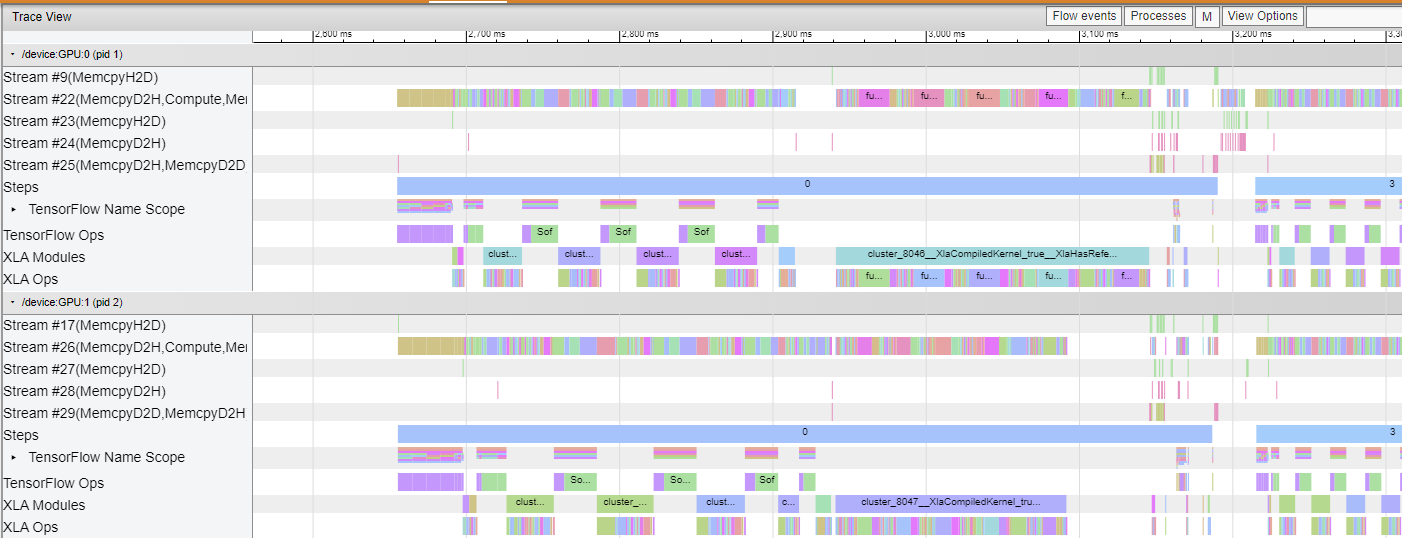 Trace View
Flow events Processes M View Options
2,600 ms 2,700 ms 2,800 ms 2,900 ms 3,000 ms 3,100 ms 3,200 ms
/device:GPU:0 (pid 1)
Stream #9(MemcpyH2D)
Stream #22(MemcpyD2H,Compute,Mer
fu... fu... fu... fu... f...
Stream #23(MemcpyH2D)
Stream #24(MemcpyD2H)
Stream #25(MemcpyD2H,MemcpyD2D
Steps 0 3
TensorFlow Name Scope
TensorFlow Ops Sof Sof Sof
XLA Modules clust... clust... clust... clust... cluster_8046__XlaCompiledKernel_true__XlaHasRefe...
XLA Ops fu... fu... fu... fu... f...
/device:GPU:1 (pid 2)
Stream #17(MemcpyH2D)
Stream #26(MemcpyD2H,Compute,Mer
Stream #27(MemcpyH2D)
Stream #28(MemcpyD2H)
Stream #29(MemcpyD2D,MemcpyD2H
Steps 0 3
TensorFlow Name Scope
TensorFlow Ops So... So... Sof
XLA Modules clust... cluster_... clust... c... cluster_8047__XlaCompiledKernel_tru...
XLA Ops